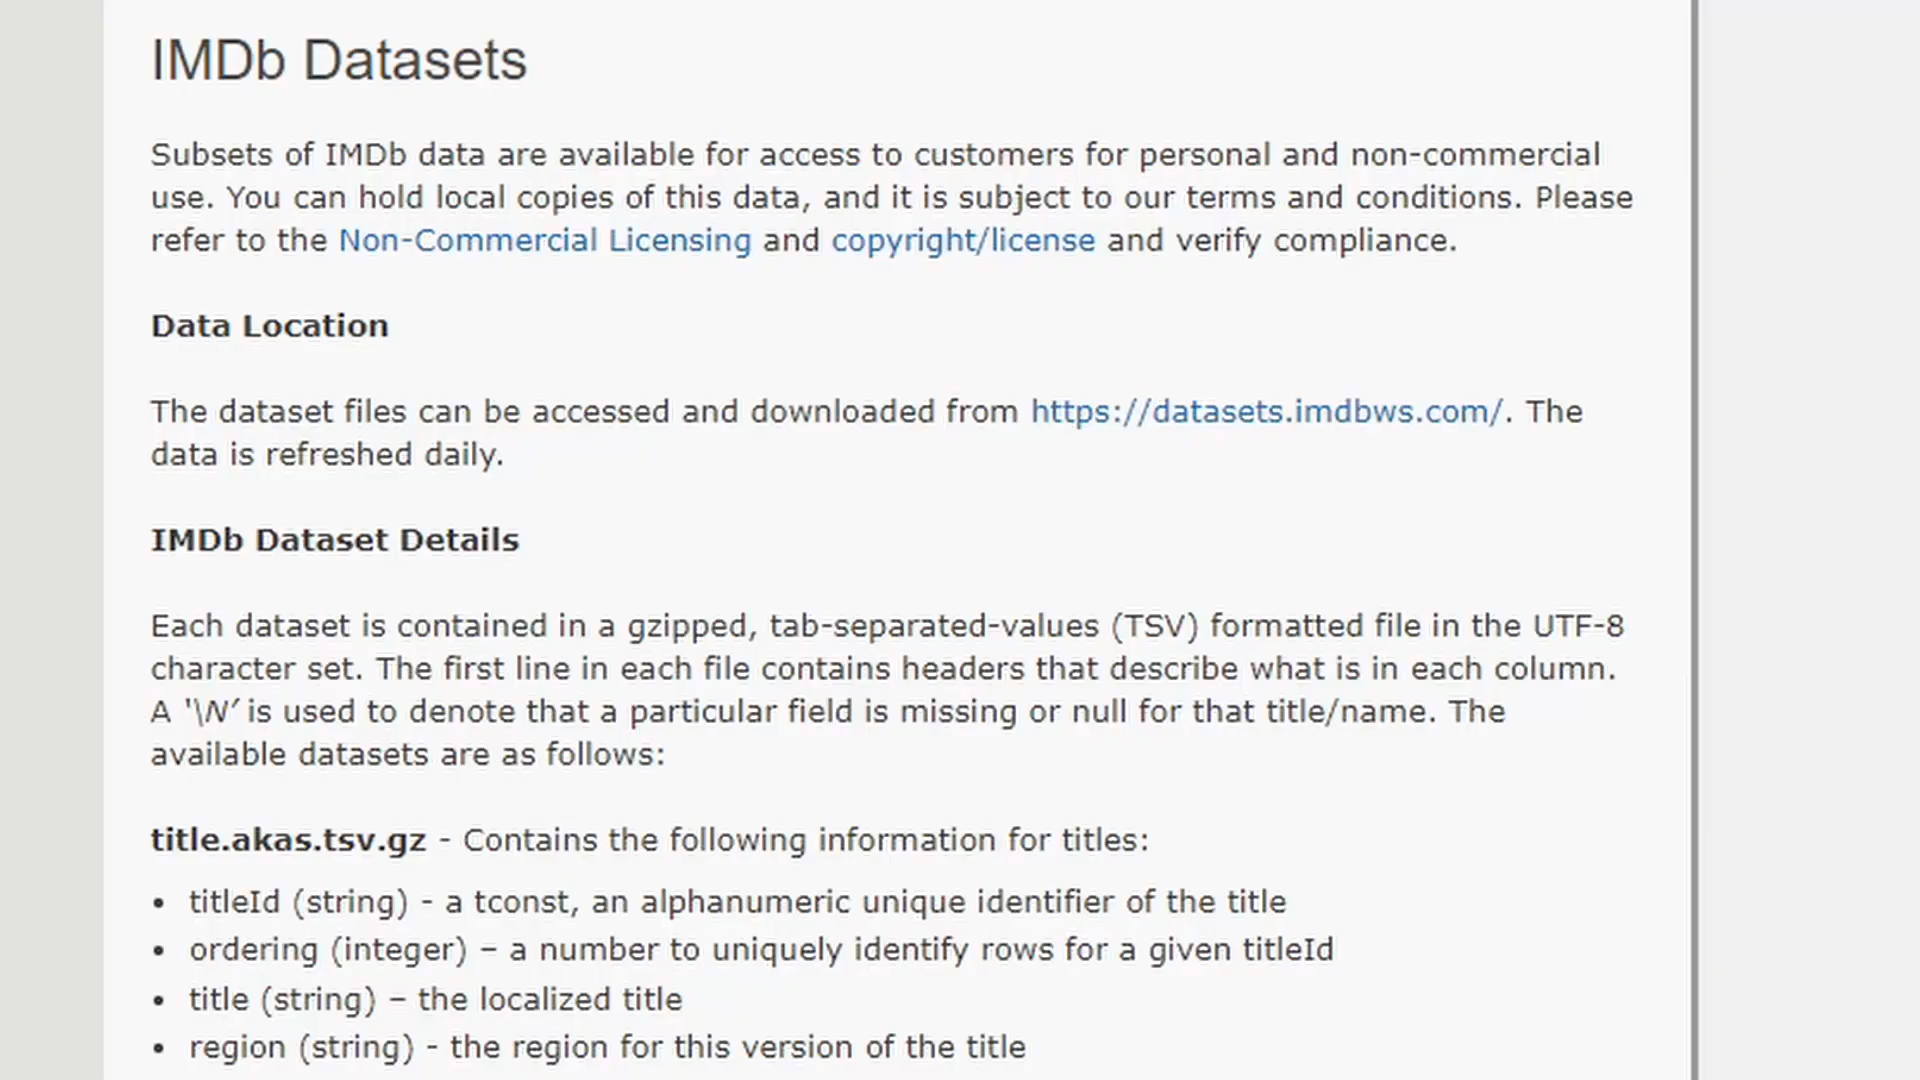 IMDb Datasets
Subsets of IMDb data are available for access to customers for personal and non-commercial
use. You can hold local copies of this data, and it is subject to our terms and conditions. Please
refer to the Non-Commercial Licensing and copyright/license and verify compliance.
Data Location
The dataset files can be accessed and downloaded from https://datasets.imdbws.com/. The
data is refreshed daily.
IMDb Dataset Details
Each dataset is contained in a gzipped, tab-separated-values (TSV) formatted file in the UTF-8
character set. The first line in each file contains headers that describe what is in each column.
A '\N’ is used to denote that a particular field is missing or null for that title/name. The
available datasets are as follows:
title.akas.tsv.gz - Contains the following information for titles:
• titleId (string) - a tconst, an alphanumeric unique identifier of the title
• ordering (integer) – a number to uniquely identify rows for a given titleId
• title (string) – the localized title
• region (string) - the region for this version of the title